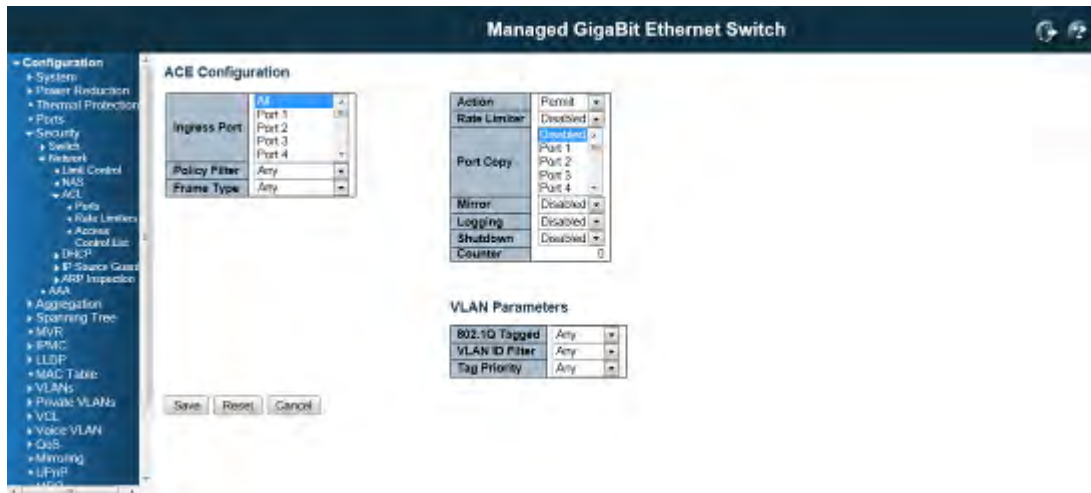 Managed GigaBit Ethernet Switch
Configuration
System
Power Reduction
Thermal Protection
Ports
Security
Switch
Network
Limit Control
NAS
ACL
Ports
Rate Limiters
Access
Control List
DHCP
IP Source Guard
ARP Inspection
AAA
Aggregation
Spanning Tree
MVR
IPMC
LLDP
MAC Table
VLANs
Private VLANs
VCL
Voice VLAN
QoS
Mirroring
UPnP
ACE Configuration
Ingress Port
All
Port 1
Port 2
Port 3
Port 4
Policy Filter Any
Frame Type Any
Action Permit
Rate Limiter Disabled
Port Copy
Disabled
Port 1
Port 2
Port 3
Port 4
Mirror Disabled
Logging Disabled
Shutdown Disabled
Counter 0
VLAN Parameters
802.1Q Tagged Any
VLAN ID Filter Any
Tag Priority Any
Save Reset Cancel